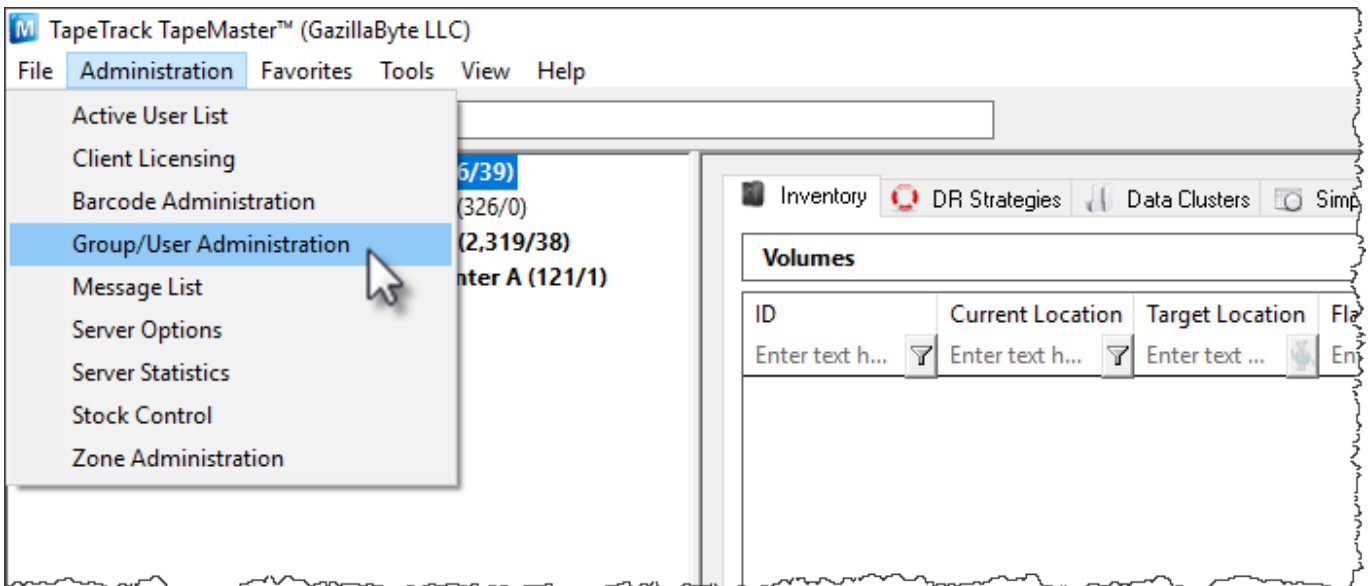 TapeTrack TapeMaster™ (GazillaByte LLC)
File Administration Favorites Tools View Help
Active User List
Client Licensing
Barcode Administration
Group/User Administration
Message List
Server Options
Server Statistics
Stock Control
Zone Administration
6/39)
(326/0)
(2,319/38)
nter A (121/1)
Inventory DR Strategies Data Clusters Simp
Volumes
ID Current Location Target Location Fla
Enter text h... Enter text h... Enter text ... En